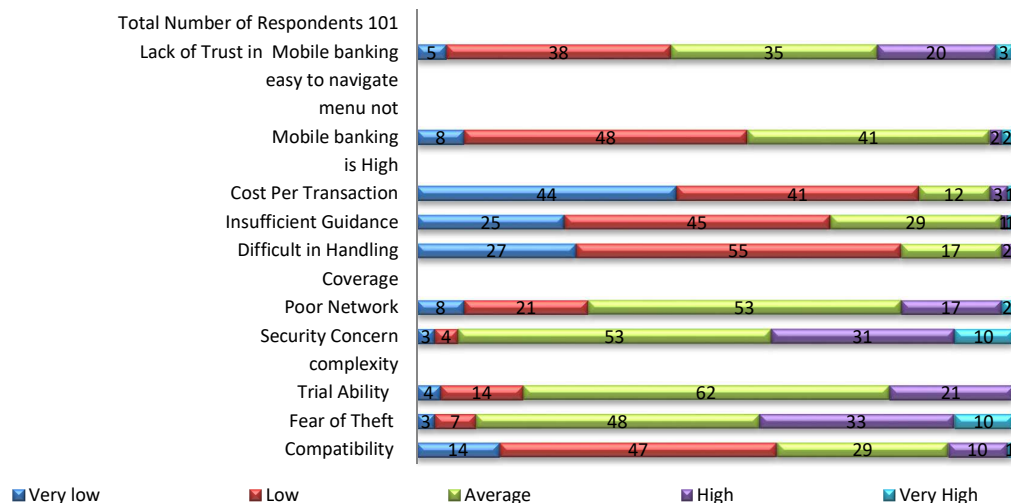 Total Number of Respondents 101
Lack of Trust in Mobile banking 5 38 35 20 3
easy to navigate
menu not
Mobile banking 8 48 41 2 2
is High
Cost Per Transaction 44 41 12 3 1
Insufficient Guidance 25 45 29 1 1
Difficult in Handling 27 55 17 2
Coverage
Poor Network 8 21 53 17 2
Security Concern 3 4 53 31 10
complexity
Trial Ability 4 14 62 21
Fear of Theft 3 7 48 33 10
Compatibility 14 47 29 10 1
Very low Low Average High Very High